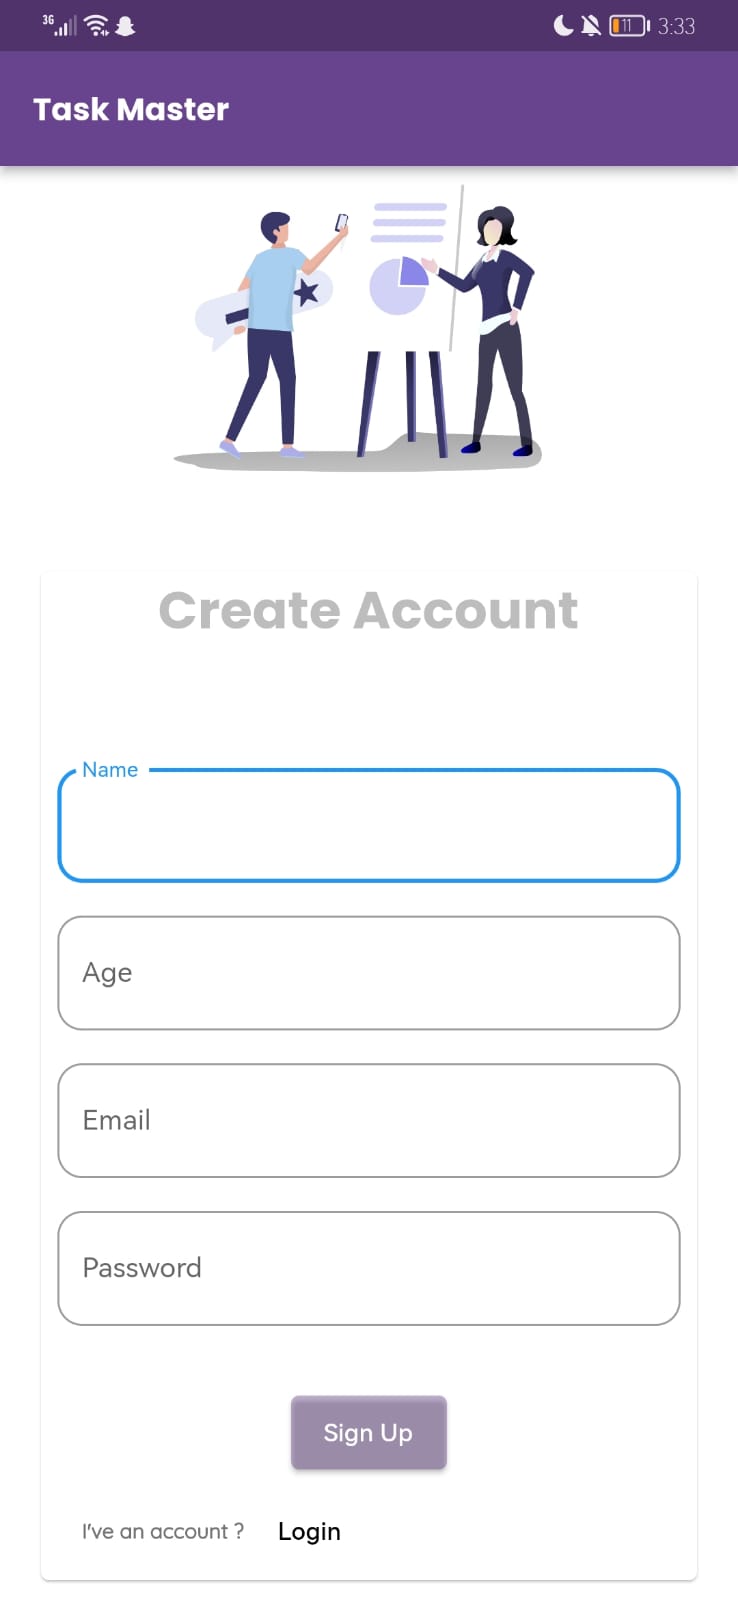 3G 11 3:33
Task Master
Create Account
Name
Age
Email
Password
Sign Up
I've an account ? Login